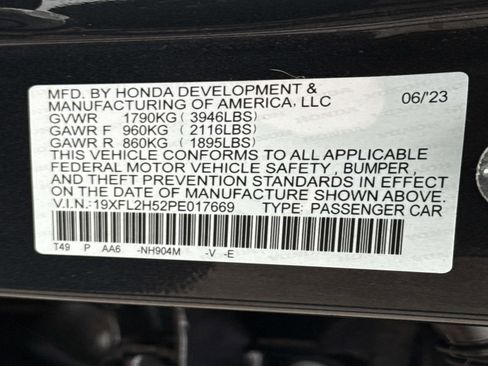 MFD. BY HONDA DEVELOPMENT &
MANUFACTURING OF AMERICA, LLC 06/'23
GVWR 1790KG ( 3946LBS)
GAWR F 960KG ( 2116LBS)
GAWR R 860KG ( 1895LBS)
THIS VEHICLE CONFORMS TO ALL APPLICABLE
FEDERAL MOTOR VEHICLE SAFETY , BUMPER,
AND THEFT PREVENTION STANDARDS IN EFFECT
ON THE DATE OF MANUFACTURE SHOWN ABOVE.
V.I.N.:19XFL2H52PE017669 TYPE: PASSENGER CAR
T49 P AA6 -NH904M -V -E